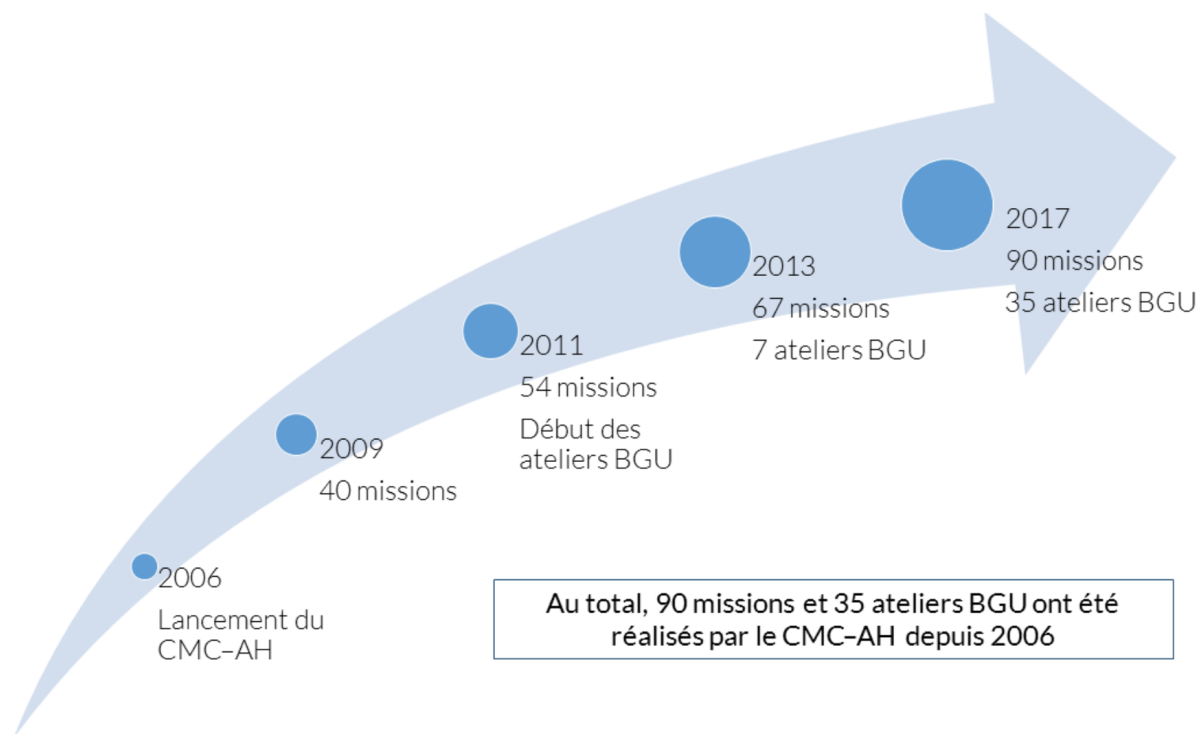 2006
Lancement du
CMC–AH
2009
40 missions
2011
54 missions
Début des
ateliers BGU
2013
67 missions
7 ateliers BGU
2017
90 missions
35 ateliers BGU
Au total, 90 missions et 35 ateliers BGU ont été
réalisés par le CMC–AH depuis 2006